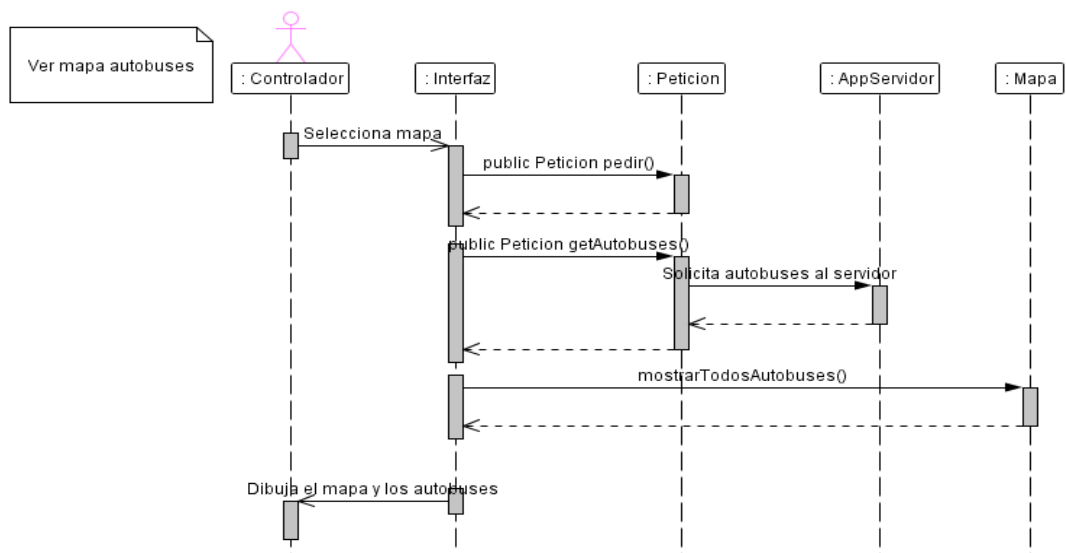 Ver mapa autobuses
: Controlador
: Interfaz
: Peticion
: AppServidor
: Mapa
Selecciona mapa
public Peticion pedir()
public Peticion getAutobuses()
Solicita autobuses al servidor
mostrarTodosAutobuses()
Dibuja el mapa y los autobuses